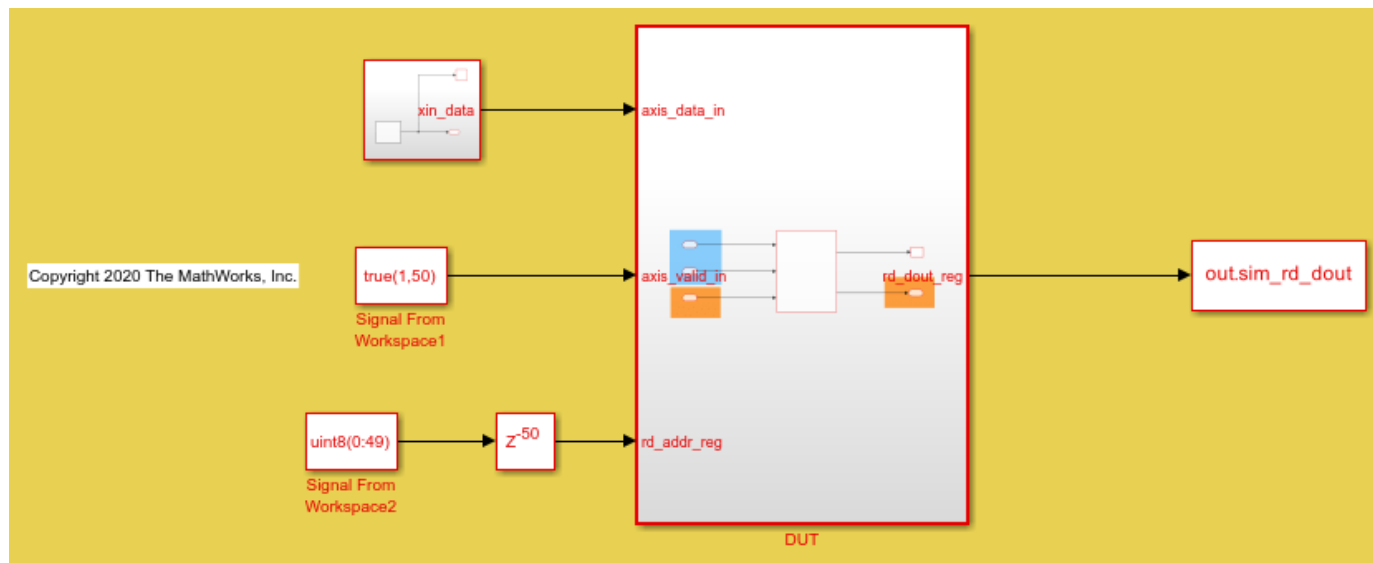 xin_data
axis_data_in
Copyright 2020 The MathWorks, Inc.
true(1,50)
axis_valid_in
rd_dout_reg
out.sim_rd_dout
Signal From
Workspace1
uint8(0:49)
Z-50
rd_addr_reg
Signal From
Workspace2
DUT